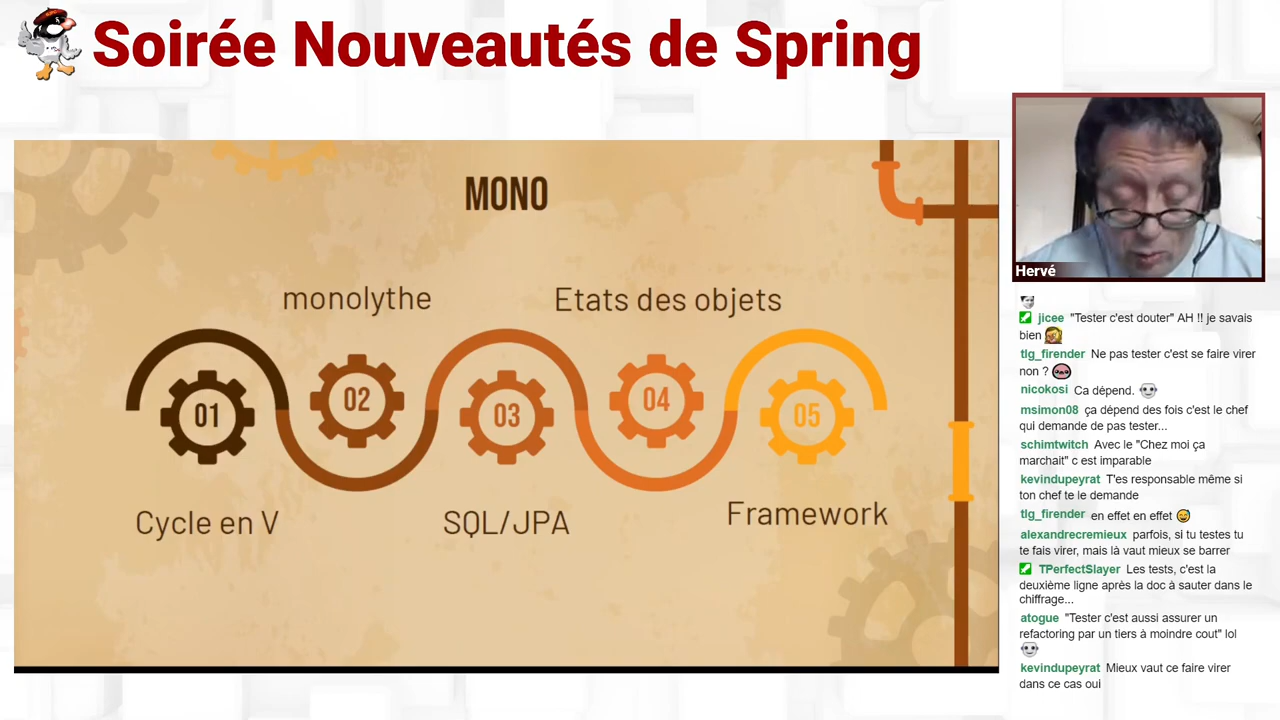 Soirée Nouveautés de Spring
MONO
monolythe
Etats des objets
01
02
03
04
05
Cycle en V
SQL/JPA
Framework
Hervé
jicee "Tester c'est douter" AH !! je savais
bien
tlg_firender Ne pas tester c'est se faire virer
non ?
nicokosi Ca dépend.
msimon08 ça dépend des fois c'est le chef
qui demande de pas tester...
schimtwitch Avec le "Chez moi ça
marchait" c est imparable
kevindupeyrat T'es responsable même si
ton chef te le demande
tlg_firender en effet en effet
alexandrecremieux parfois, si tu testes tu
te fais virer, mais là vaut mieux se barrer
TPerfectSlayer Les tests, c'est la
deuxième ligne après la doc à sauter dans le
chiffrage...
atogue "Tester c'est aussi assurer un
refactoring par un tiers à moindre cout" lol
kevindupeyrat Mieux vaut ce faire virer
dans ce cas oui